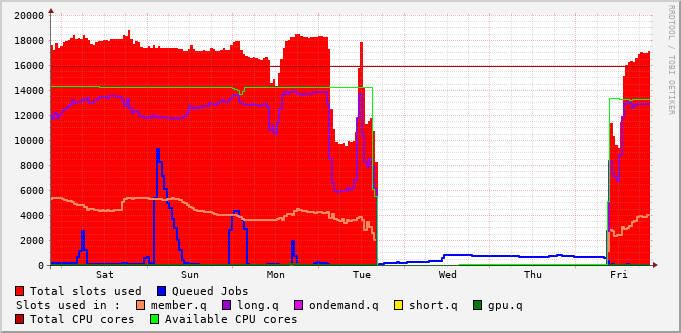 20000
18000
16000
14000
12000
10000
8000
6000
4000
2000
0
Sat Sun Mon Tue Wed Thu Fri
RRDTOOL / TOBI OETIKER
Total slots used Queued Jobs
Slots used in : member.q long.q ondemand.q short.q gpu.q
Total CPU cores Available CPU cores